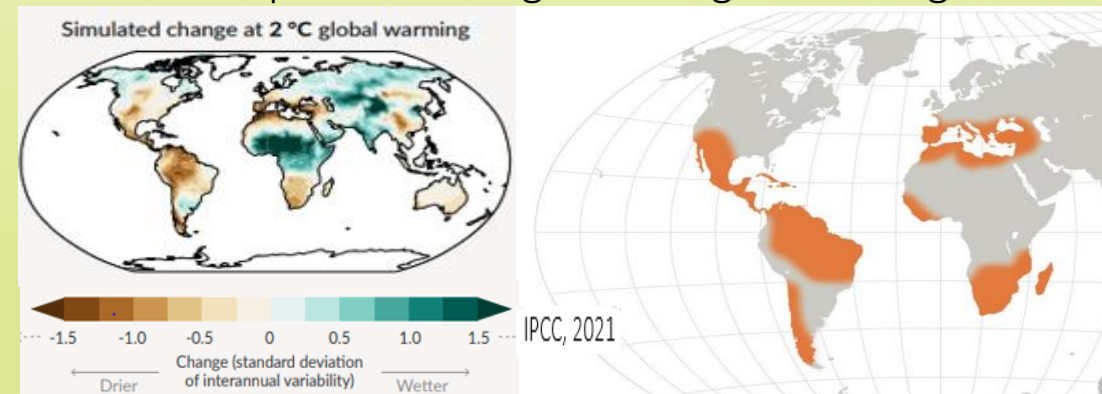 Simulated change at 2 °C global warming
-1.5 -1.0 -0.5 0 0.5 1.0 1.5
Change (standard deviation
of interannual variability)
Drier Wetter
IPCC, 2021